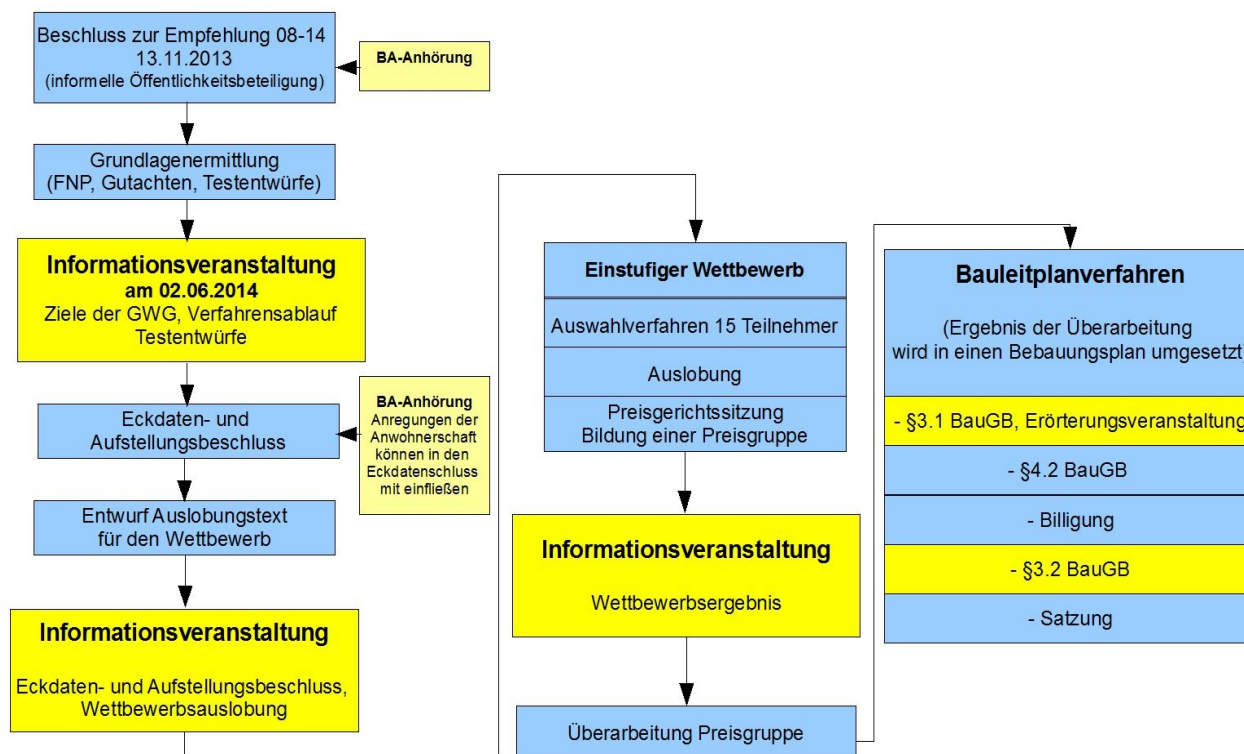 Beschluss zur Empfehlung 08-14
13.11.2013
(informelle Öffentlichkeitsbeteiligung)
BA-Anhörung
Grundlagenermittlung
(FNP, Gutachten, Testentwürfe)
Informationsveranstaltung
am 02.06.2014
Ziele der GWG, Verfahrensablauf
Testentwürfe
Eckdaten- und
Aufstellungsbeschluss
BA-Anhörung
Anregungen der
Anwohnerschaft
können in den
Eckdatenschluss
mit einfließen
Entwurf Auslobungstext
für den Wettbewerb
Informationsveranstaltung
Eckdaten- und Aufstellungsbeschluss,
Wettbewerbsauslobung
Einstufiger Wettbewerb
Auswahlverfahren 15 Teilnehmer
Auslobung
Preisgerichtssitzung
Bildung einer Preisgruppe
Informationsveranstaltung
Wettbewerbsergebnis
Überarbeitung Preisgruppe
Bauleitplanverfahren
(Ergebnis der Überarbeitung
wird in einen Bebauungsplan umgesetzt)
- §3.1 BauGB, Erörterungsveranstaltung
- §4.2 BauGB
- Billigung
- §3.2 BauGB
- Satzung